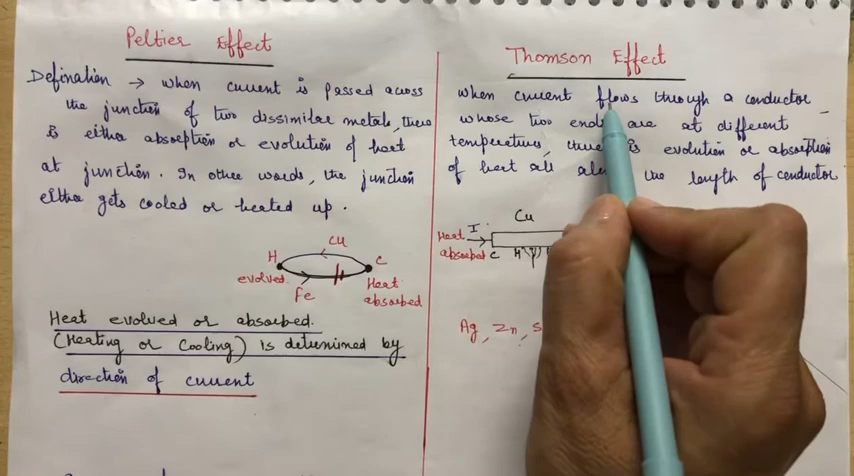 Peltier Effect
Defination → when current is passed across
the junction of two dissimilar metals, there
is either absorption or evolution of heat
at junction. In other words, the junction
either gets cooled or heated up.
Cu
H
C
evolved
Heat
absorbed
Fe
Heat evolved or absorbed.
(Heating or Cooling) is determined by
direction of current
Thomson Effect
when current flows through a conductor
whose two ends are at different
temperatures, there is evolution or absorption
of heat all the length of conductor
Cu
I
Heat
absorbed C
H
Ag, Zn,